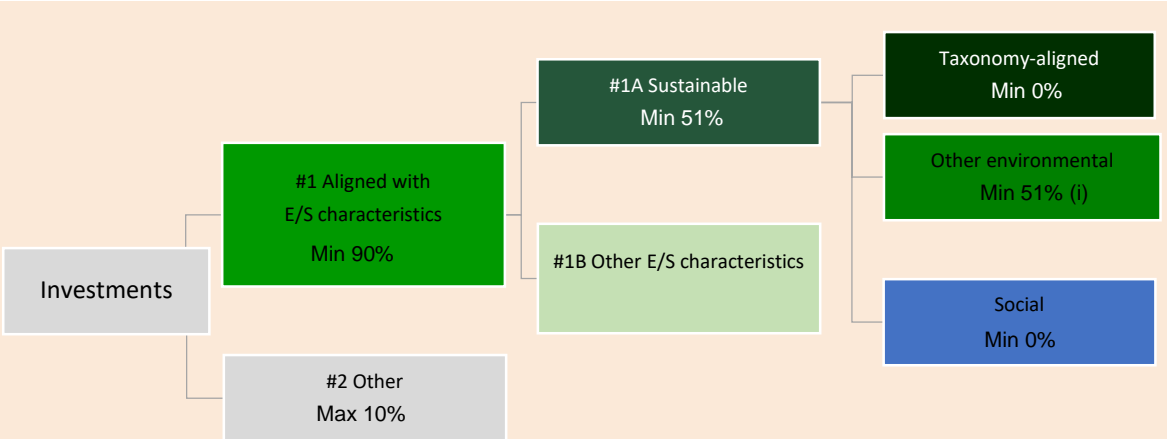 Investments
#1 Aligned with
E/S characteristics
Min 90%
#2 Other
Max 10%
#1A Sustainable
Min 51%
#1B Other E/S characteristics
Taxonomy-aligned
Min 0%
Other environmental
Min 51% (i)
Social
Min 0%